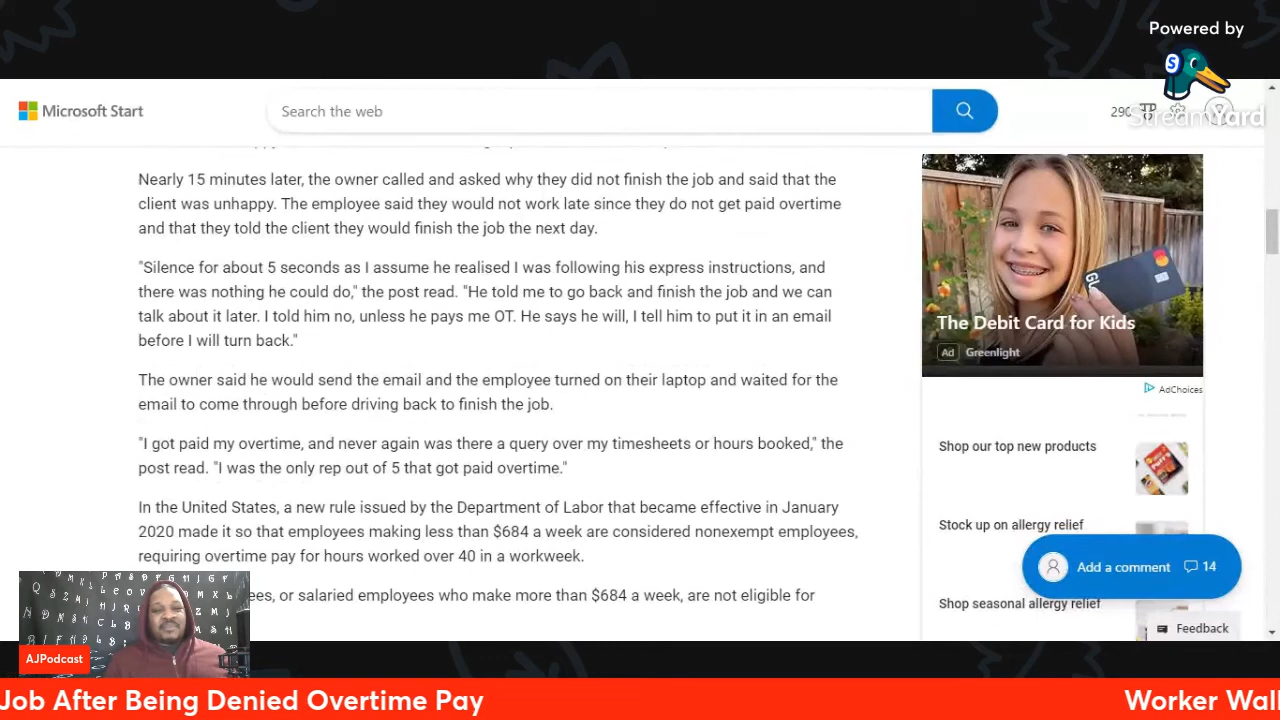 Powered by
StreamYard
Microsoft Start
Search the web
290
Nearly 15 minutes later, the owner called and asked why they did not finish the job and said that the
client was unhappy. The employee said they would not work late since they do not get paid overtime
and that they told the client they would finish the job the next day.
"Silence for about 5 seconds as I assume he realised I was following his express instructions, and
there was nothing he could do," the post read. "He told me to go back and finish the job and we can
talk about it later. I told him no, unless he pays me OT. He says he will, I tell him to put it in an email
before I will turn back."
The owner said he would send the email and the employee turned on their laptop and waited for the
email to come through before driving back to finish the job.
"I got paid my overtime, and never again was there a query over my timesheets or hours booked," the
post read. "I was the only rep out of 5 that got paid overtime."
In the United States, a new rule issued by the Department of Labor that became effective in January
2020 made it so that employees making less than $684 a week are considered nonexempt employees,
requiring overtime pay for hours worked over 40 in a workweek.
ees, or salaried employees who make more than $684 a week, are not eligible for
The Debit Card for Kids
Ad Greenlight
AdChoices
Shop our top new products
Stock up on allergy relief
Add a comment 14
Shop seasonal allergy relief
Feedback
AJPodcast
Job After Being Denied Overtime Pay
Worker Wall